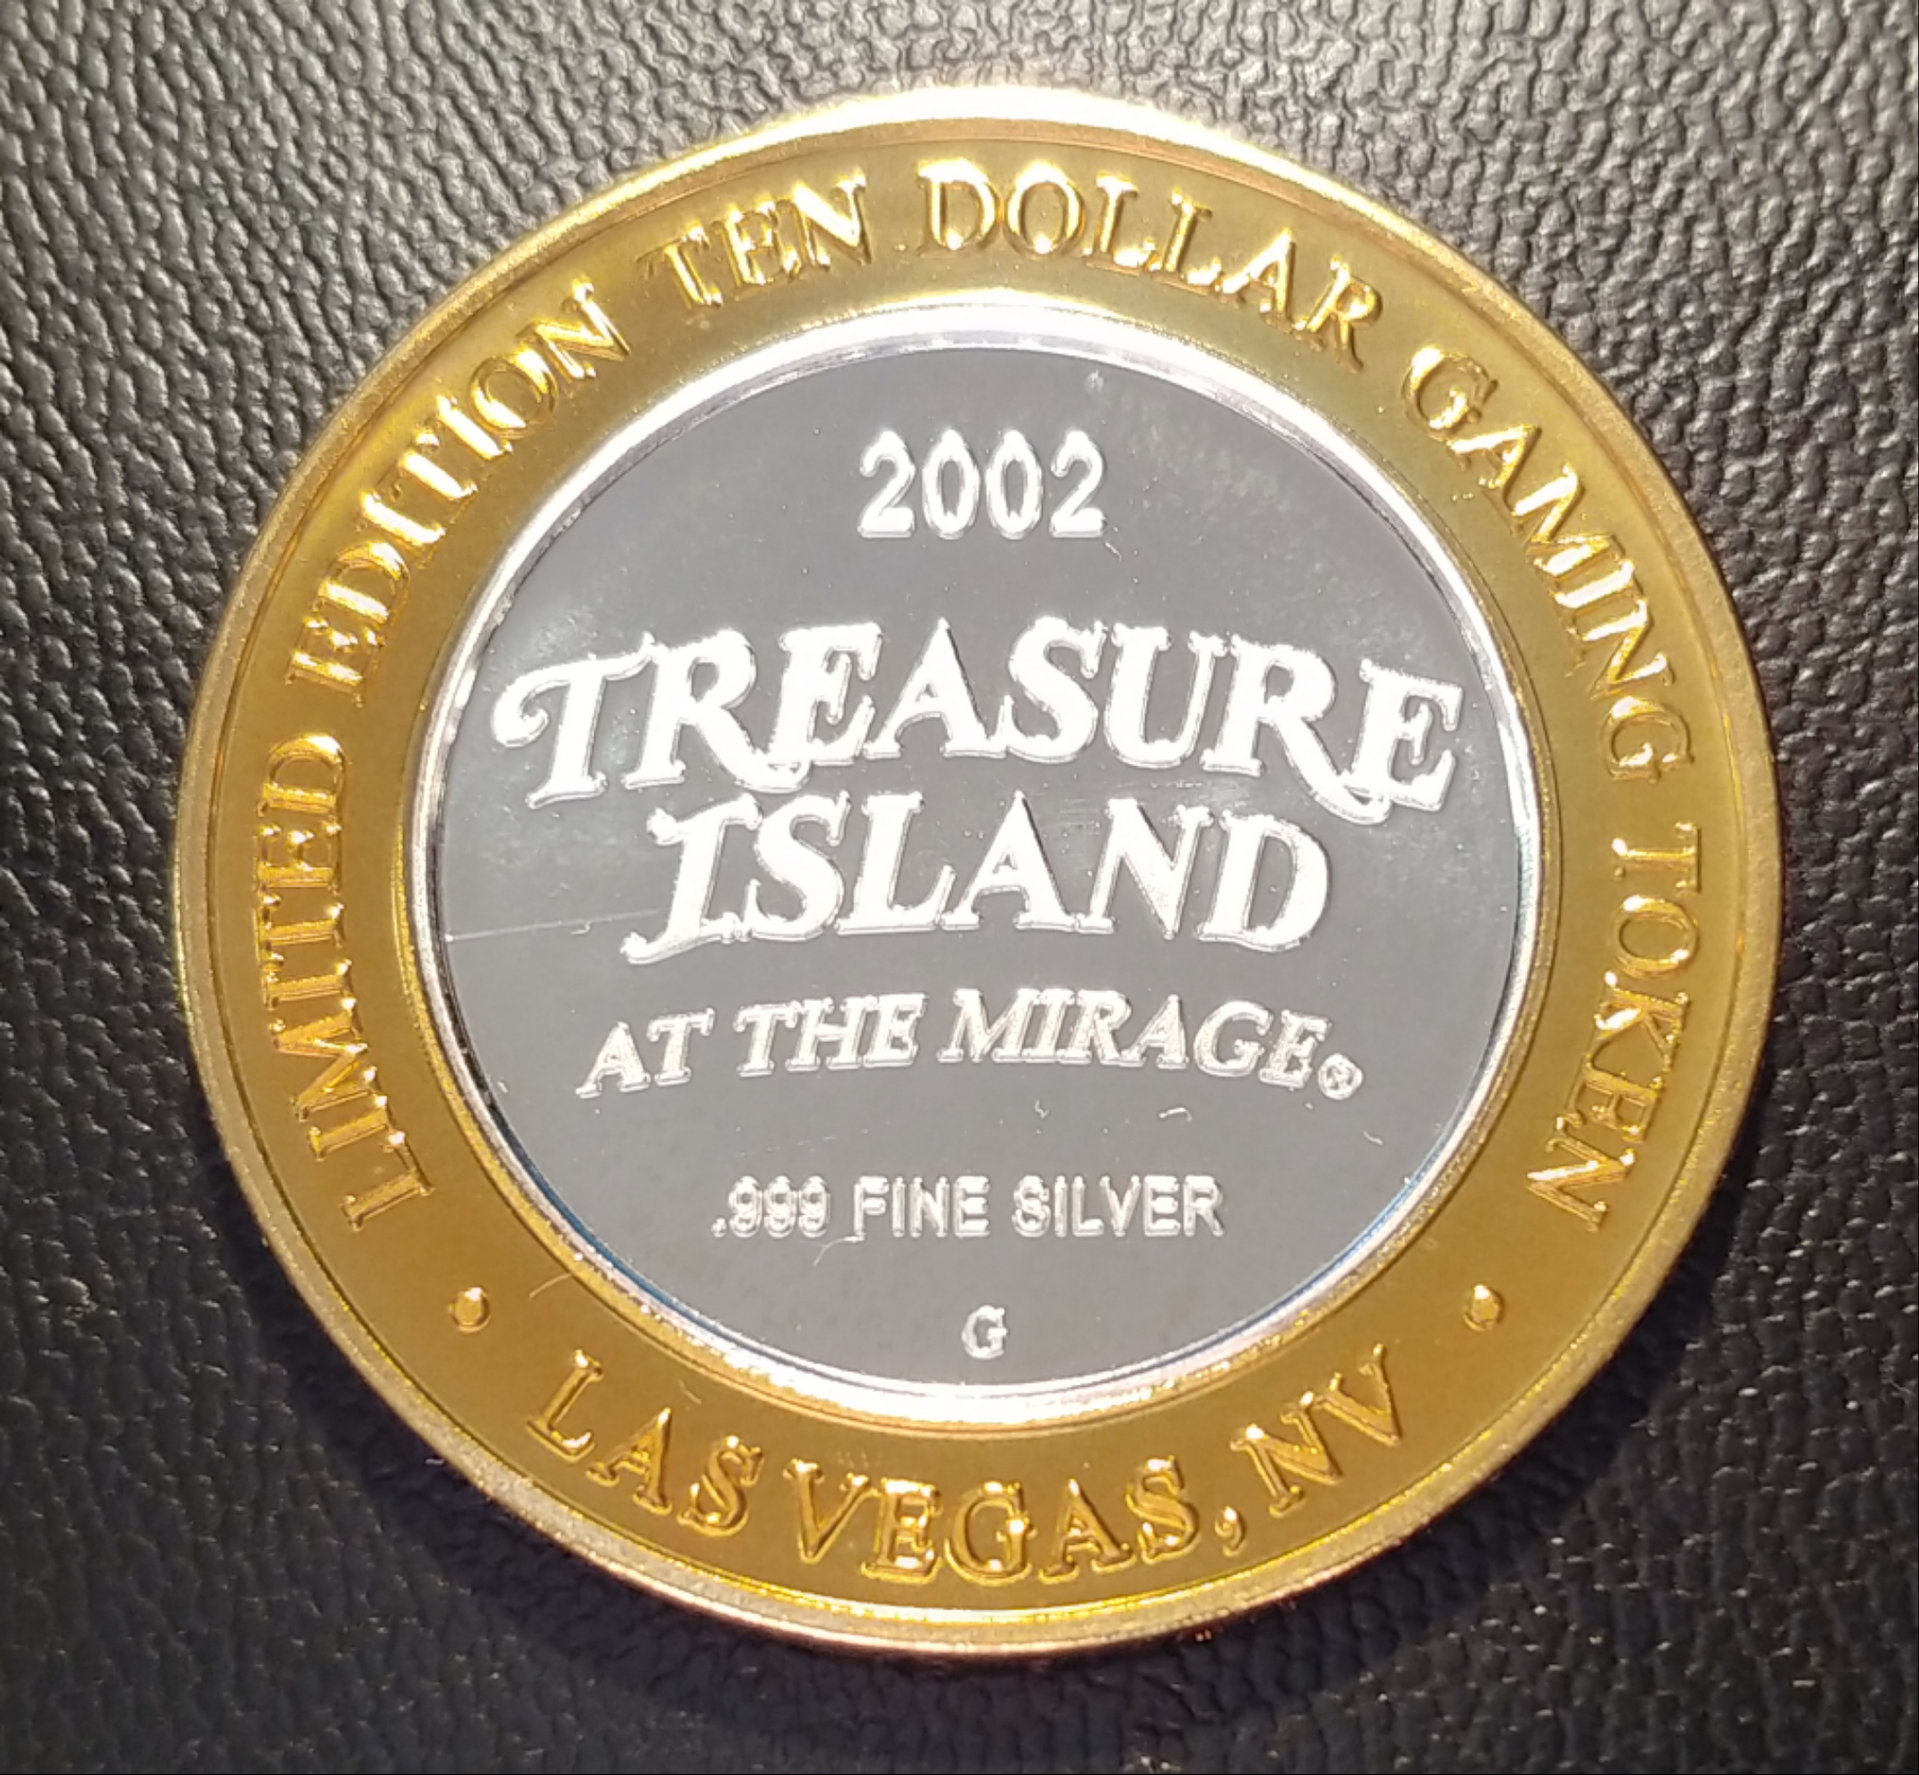 LIMITED EDITION TEN DOLLAR GAMING TOKEN
2002
TREASURE
ISLAND
AT THE MIRAGE®
.999 FINE SILVER
G
• LAS VEGAS, NV •